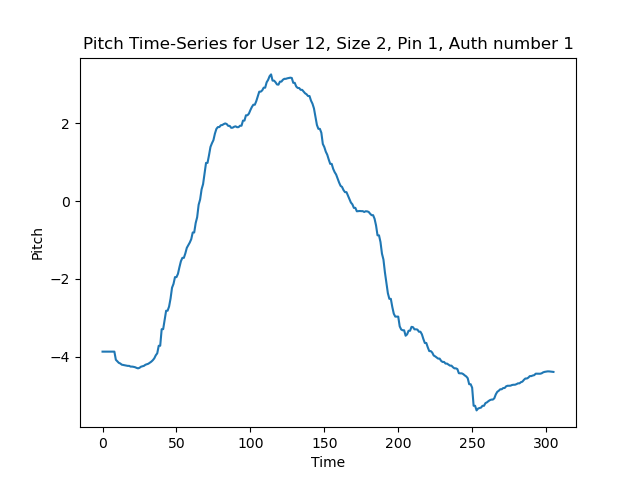 Pitch Time-Series for User 12, Size 2, Pin 1, Auth number 1
2
0
−2
−4
Pitch
0 50 100 150 200 250 300
Time